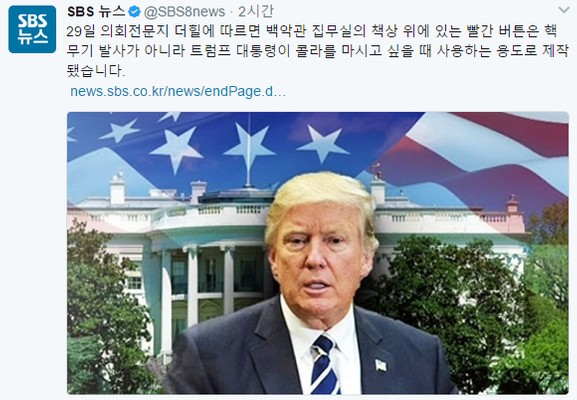 SBS
뉴스
SBS 뉴스 @SBS8news · 2시간
29일 의회전문지 더힐에 따르면 백악관 집무실의 책상 위에 있는 빨간 버튼은 핵
무기 발사가 아니라 트럼프 대통령이 콜라를 마시고 싶을 때 사용하는 용도로 제작
됐습니다.
news.sbs.co.kr/news/endPage.d...